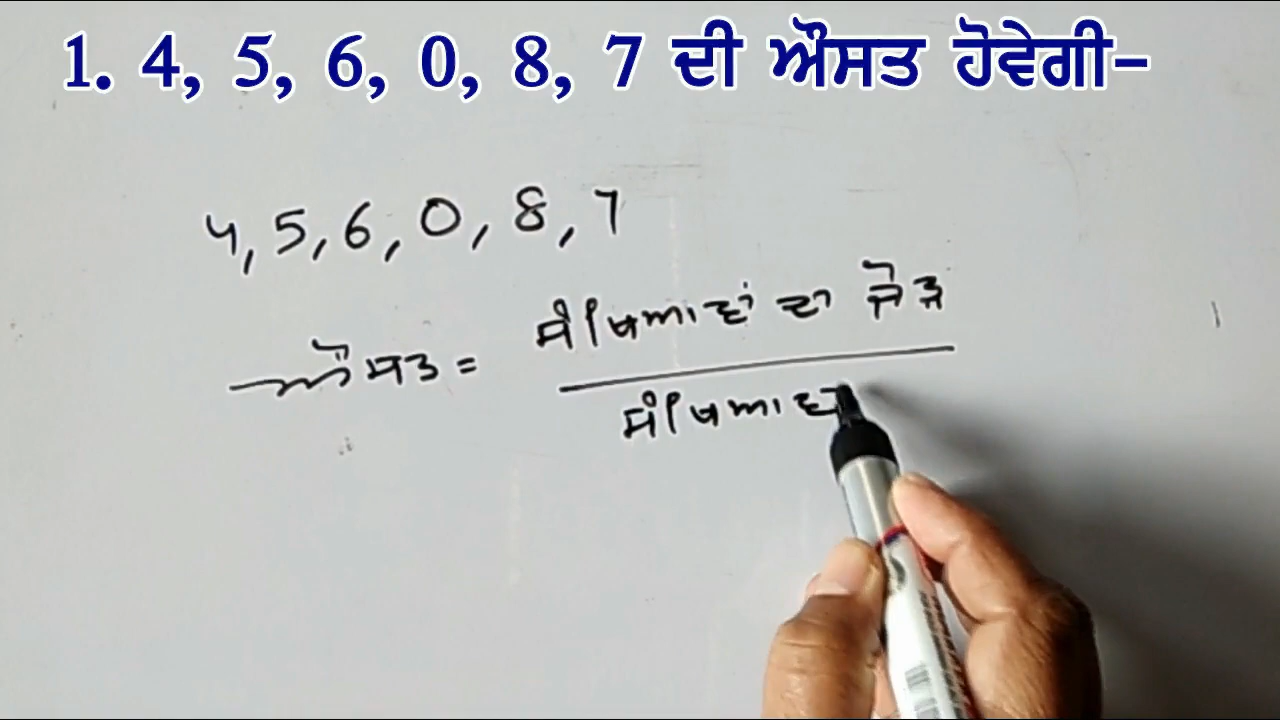 1. 4, 5, 6, 0, 8, 7 ਦੀ ਔਸਤ ਹੋਵੇਗੀ-
4, 5, 6, 0, 8, 7
ਔਸਤ = ਸੰਖਿਆਵਾਂ ਦਾ ਜੋੜ
ਸੰਖਿਆਵ